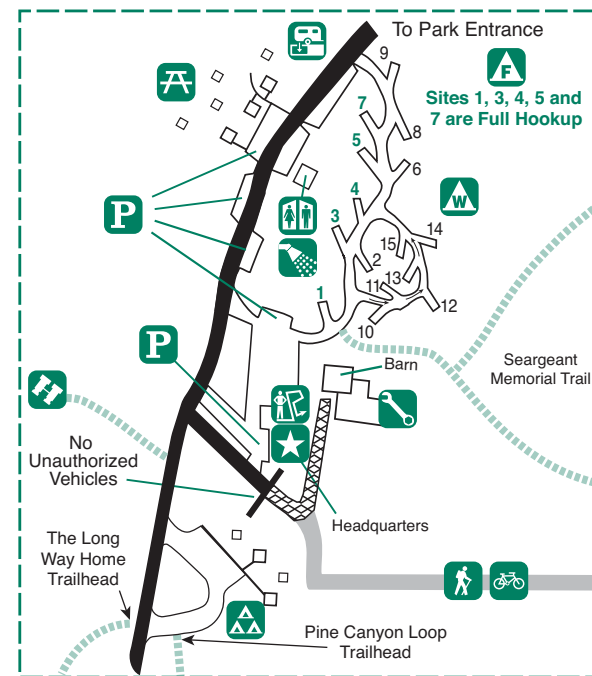 To Park Entrance
F
Sites 1, 3, 4, 5 and
7 are Full Hookup
9
7
8
5
6
W
4
P
3
14
15
2
13
11
1
12
10
P
Barn
Seargeant
Memorial Trail
No
Unauthorized
Vehicles
Headquarters
The Long
Way Home
Trailhead
Pine Canyon Loop
Trailhead